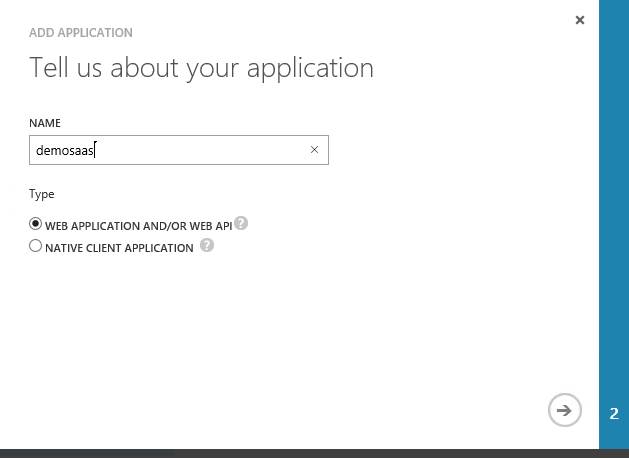 ×
ADD APPLICATION
Tell us about your application
NAME
demosaas ×
Type
WEB APPLICATION AND/OR WEB API ?
NATIVE CLIENT APPLICATION ?
2